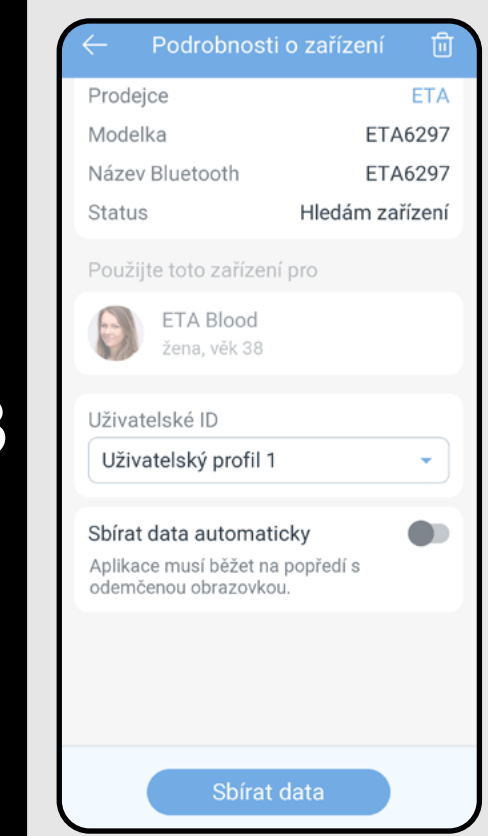 Podrobnosti o zařízení
Prodejce ETA
Modelka ETA6297
Název Bluetooth ETA6297
Status Hledám zařízení
Použijte toto zařízení pro
ETA Blood
žena, věk 38
Uživatelské ID
Uživatelský profil 1
Sbírat data automaticky
Aplikace musí běžet na popředí s
odemčenou obrazovkou.
Sbírat data